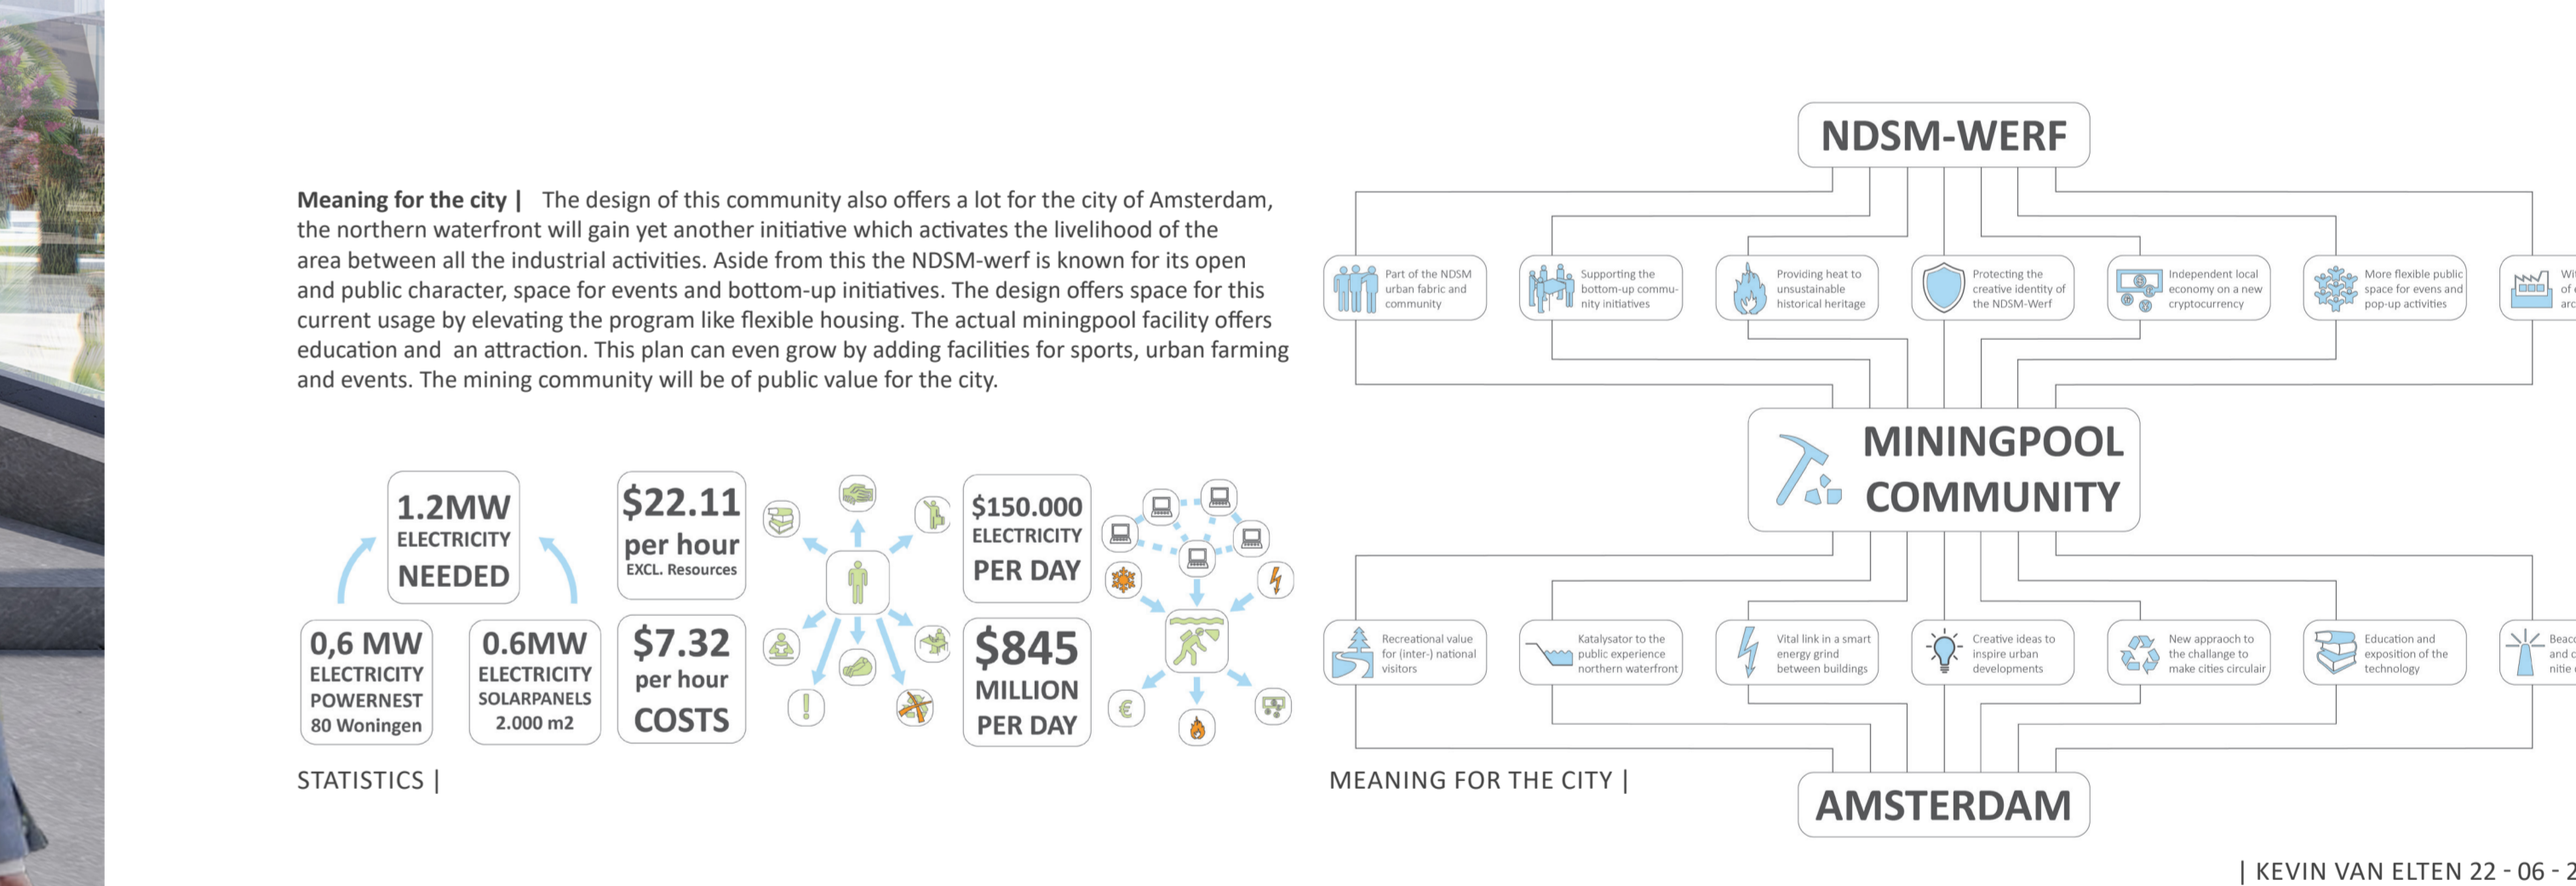 Meaning for the city | The design of this community also offers a lot for the city of Amsterdam,
the northern waterfront will gain yet another initiative which activates the livelihood of the
area between all the industrial activities. Aside from this the NDSM-werf is known for its open
and public character, space for events and bottom-up initiatives. The design offers space for this
current usage by elevating the program like flexible housing. The actual miningpool facility offers
education and an attraction. This plan can even grow by adding facilities for sports, urban farming
and events. The mining community will be of public value for the city.
1.2MW
ELECTRICITY
NEEDED
0,6 MW
ELECTRICITY
POWERNEST
80 Woningen
0.6MW
ELECTRICITY
SOLARPANELS
2.000 m2
$22.11
per hour
EXCL. Resources
$7.32
per hour
COSTS
$150.000
ELECTRICITY
PER DAY
$845
MILLION
PER DAY
STATISTICS |
NDSM-WERF
Part of the NDSM
urban fabric and
community
Supporting the
bottom-up commu-
nity initiatives
Providing heat to
unsustainable
historical heritage
Protecting the
creative identity of
the NDSM-Werf
Independent local
economy on a new
cryptocurrency
More flexible public
space for evens and
pop-up activities
MININGPOOL
COMMUNITY
Recreational value
for (inter-) national
visitors
Katalysator to the
public experience
northern waterfront
Vital link in a smart
energy grind
between buildings
Creative ideas to
inspire urban
developments
New appraoch to
the challange to
make cities circulair
Education and
exposition of the
technology
MEANING FOR THE CITY |
AMSTERDAM
| KEVIN VAN ELTEN 22 - 06 - 2